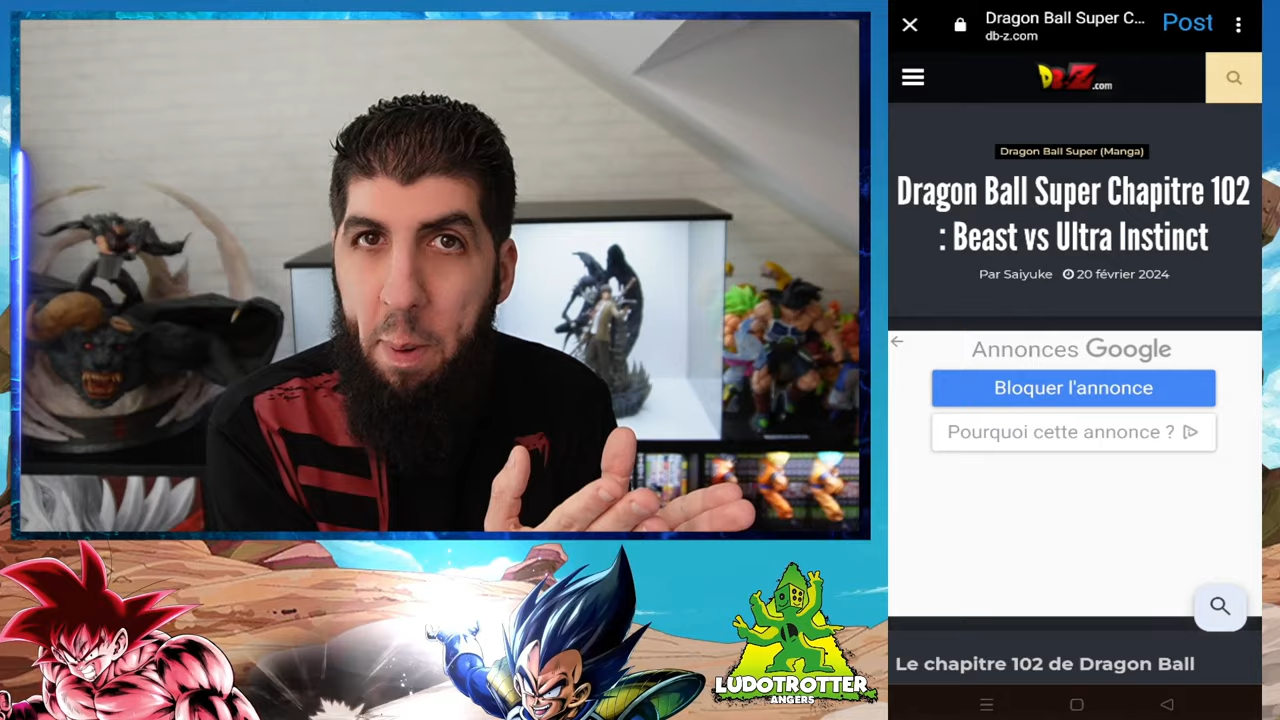 Dragon Ball Super C...
db-z.com
Post
DB-Z.com
Dragon Ball Super (Manga)
Dragon Ball Super Chapitre 102
: Beast vs Ultra Instinct
Par Saiyuke 20 février 2024
Annonces Google
Bloquer l'annonce
Pourquoi cette annonce ?
Le chapitre 102 de Dragon Ball
LUDOTROTTER
ANGERS